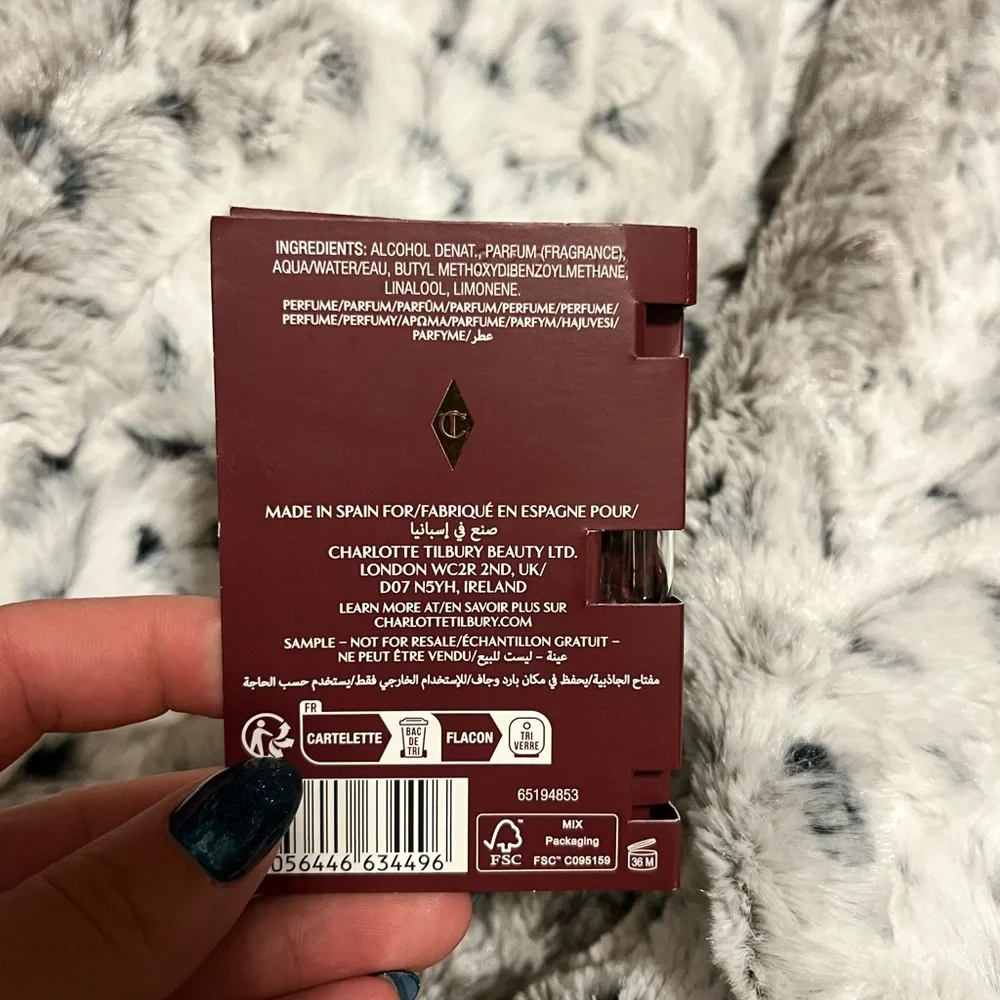 INGREDIENTS: ALCOHOL DENAT., PARFUM (FRAGRANCE),
AQUA/WATER/EAU, BUTYL METHOXYDIBENZOYLMETHANE,
LINALOOL, LIMONENE.
PERFUME/PARFUM/PARFŪM/PARFUM/PERFUME/PERFUME/
PERFUME/PERFUMY/ΑΡΩΜΑ/PARFUME/PARFYM/HAJUVESI/
PARFYME/عطر
CT
MADE IN SPAIN FOR/FABRIQUÉ EN ESPAGNE POUR/
صنع في إسبانيا
CHARLOTTE TILBURY BEAUTY LTD.
LONDON WC2R 2ND, UK/
D07 N5YH, IRELAND
LEARN MORE AT/EN SAVOIR PLUS SUR
CHARLOTTETILBURY.COM
SAMPLE – NOT FOR RESALE/ÉCHANTILLON GRATUIT –
NE PEUT ÊTRE VENDU/عينة – ليست للبيع
مفتاح الجاذبية/يحفظ في مكان بارد وجاف/للإستخدام الخارجي فقط/يستخدم حسب الحاجة
FR
CARTELETTE
BAC
DE
TRI
FLACON
TRI
VERRE
65194853
056446 634496
FSC
MIX
Packaging
FSC™ C095159
36 M